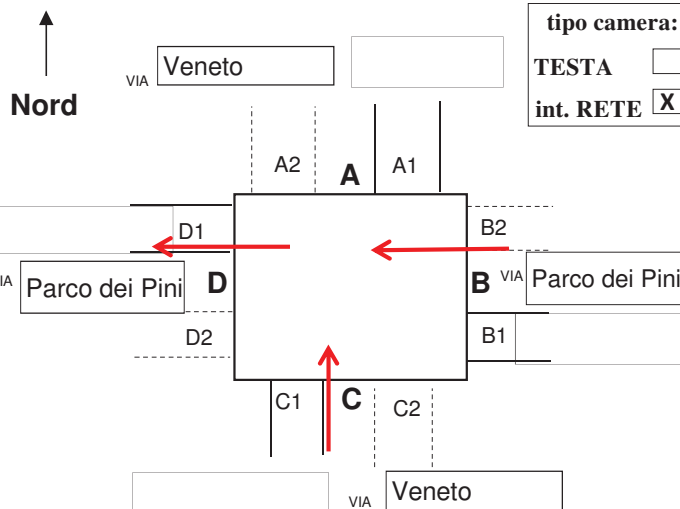 tipo camera:
VIA Veneto
TESTA
Nord
int. RETE X
A2 A A1
D1 B2
VIA Parco dei Pini D B VIA Parco dei Pini
D2 B1
C1 C C2
VIA Veneto